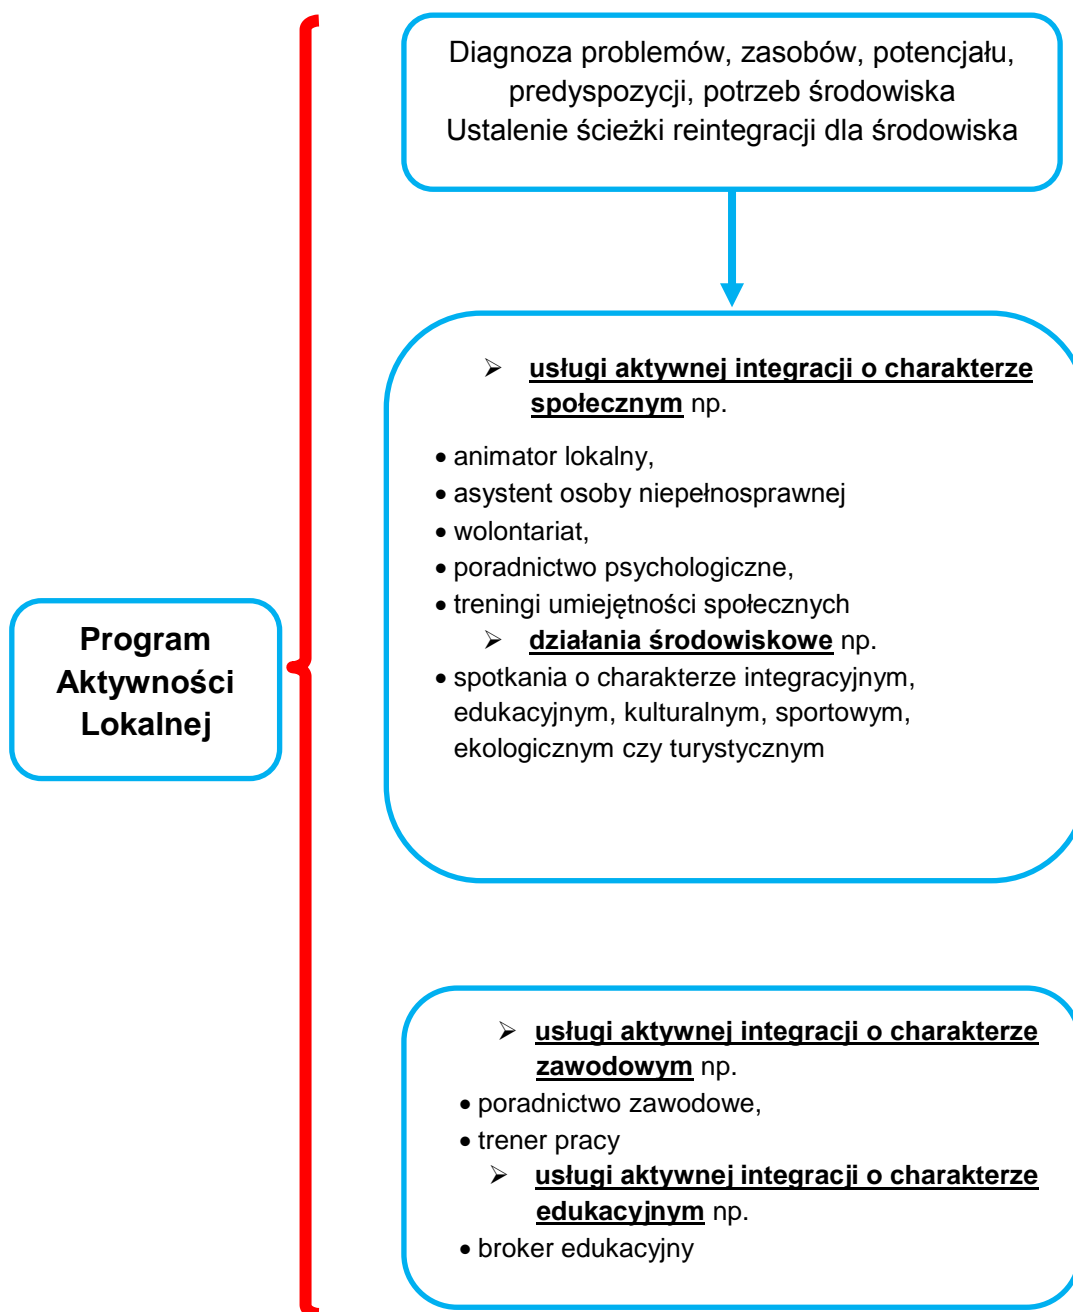 Diagnoza problemów, zasobów, potencjału,
predyspozycji, potrzeb środowiska
Ustalenie ścieżki reintegracji dla środowiska
➢ usługi aktywnej integracji o charakterze
społecznym np.
• animator lokalny,
• asystent osoby niepełnosprawnej
• wolontariat,
• poradnictwo psychologiczne,
• treningi umiejętności społecznych
➢ działania środowiskowe np.
• spotkania o charakterze integracyjnym,
edukacyjnym, kulturalnym, sportowym,
ekologicznym czy turystycznym
Program
Aktywności
Lokalnej
➢ usługi aktywnej integracji o charakterze
zawodowym np.
• poradnictwo zawodowe,
• trener pracy
➢ usługi aktywnej integracji o charakterze
edukacyjnym np.
• broker edukacyjny